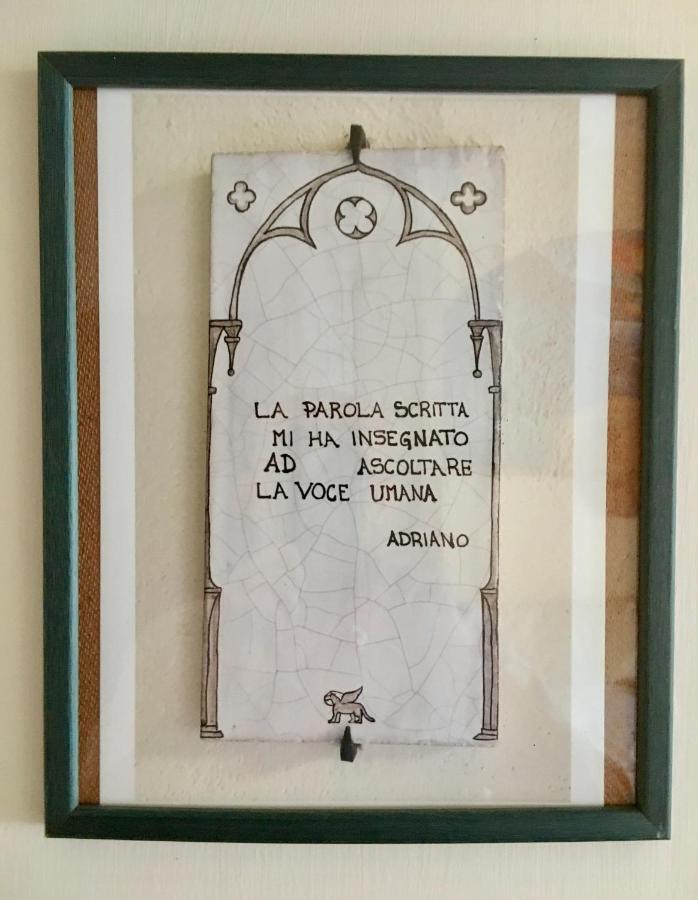 LA PAROLA SCRITTA
MI HA INSEGNATO
AD ASCOLTARE
LA VOCE UMANA
ADRIANO